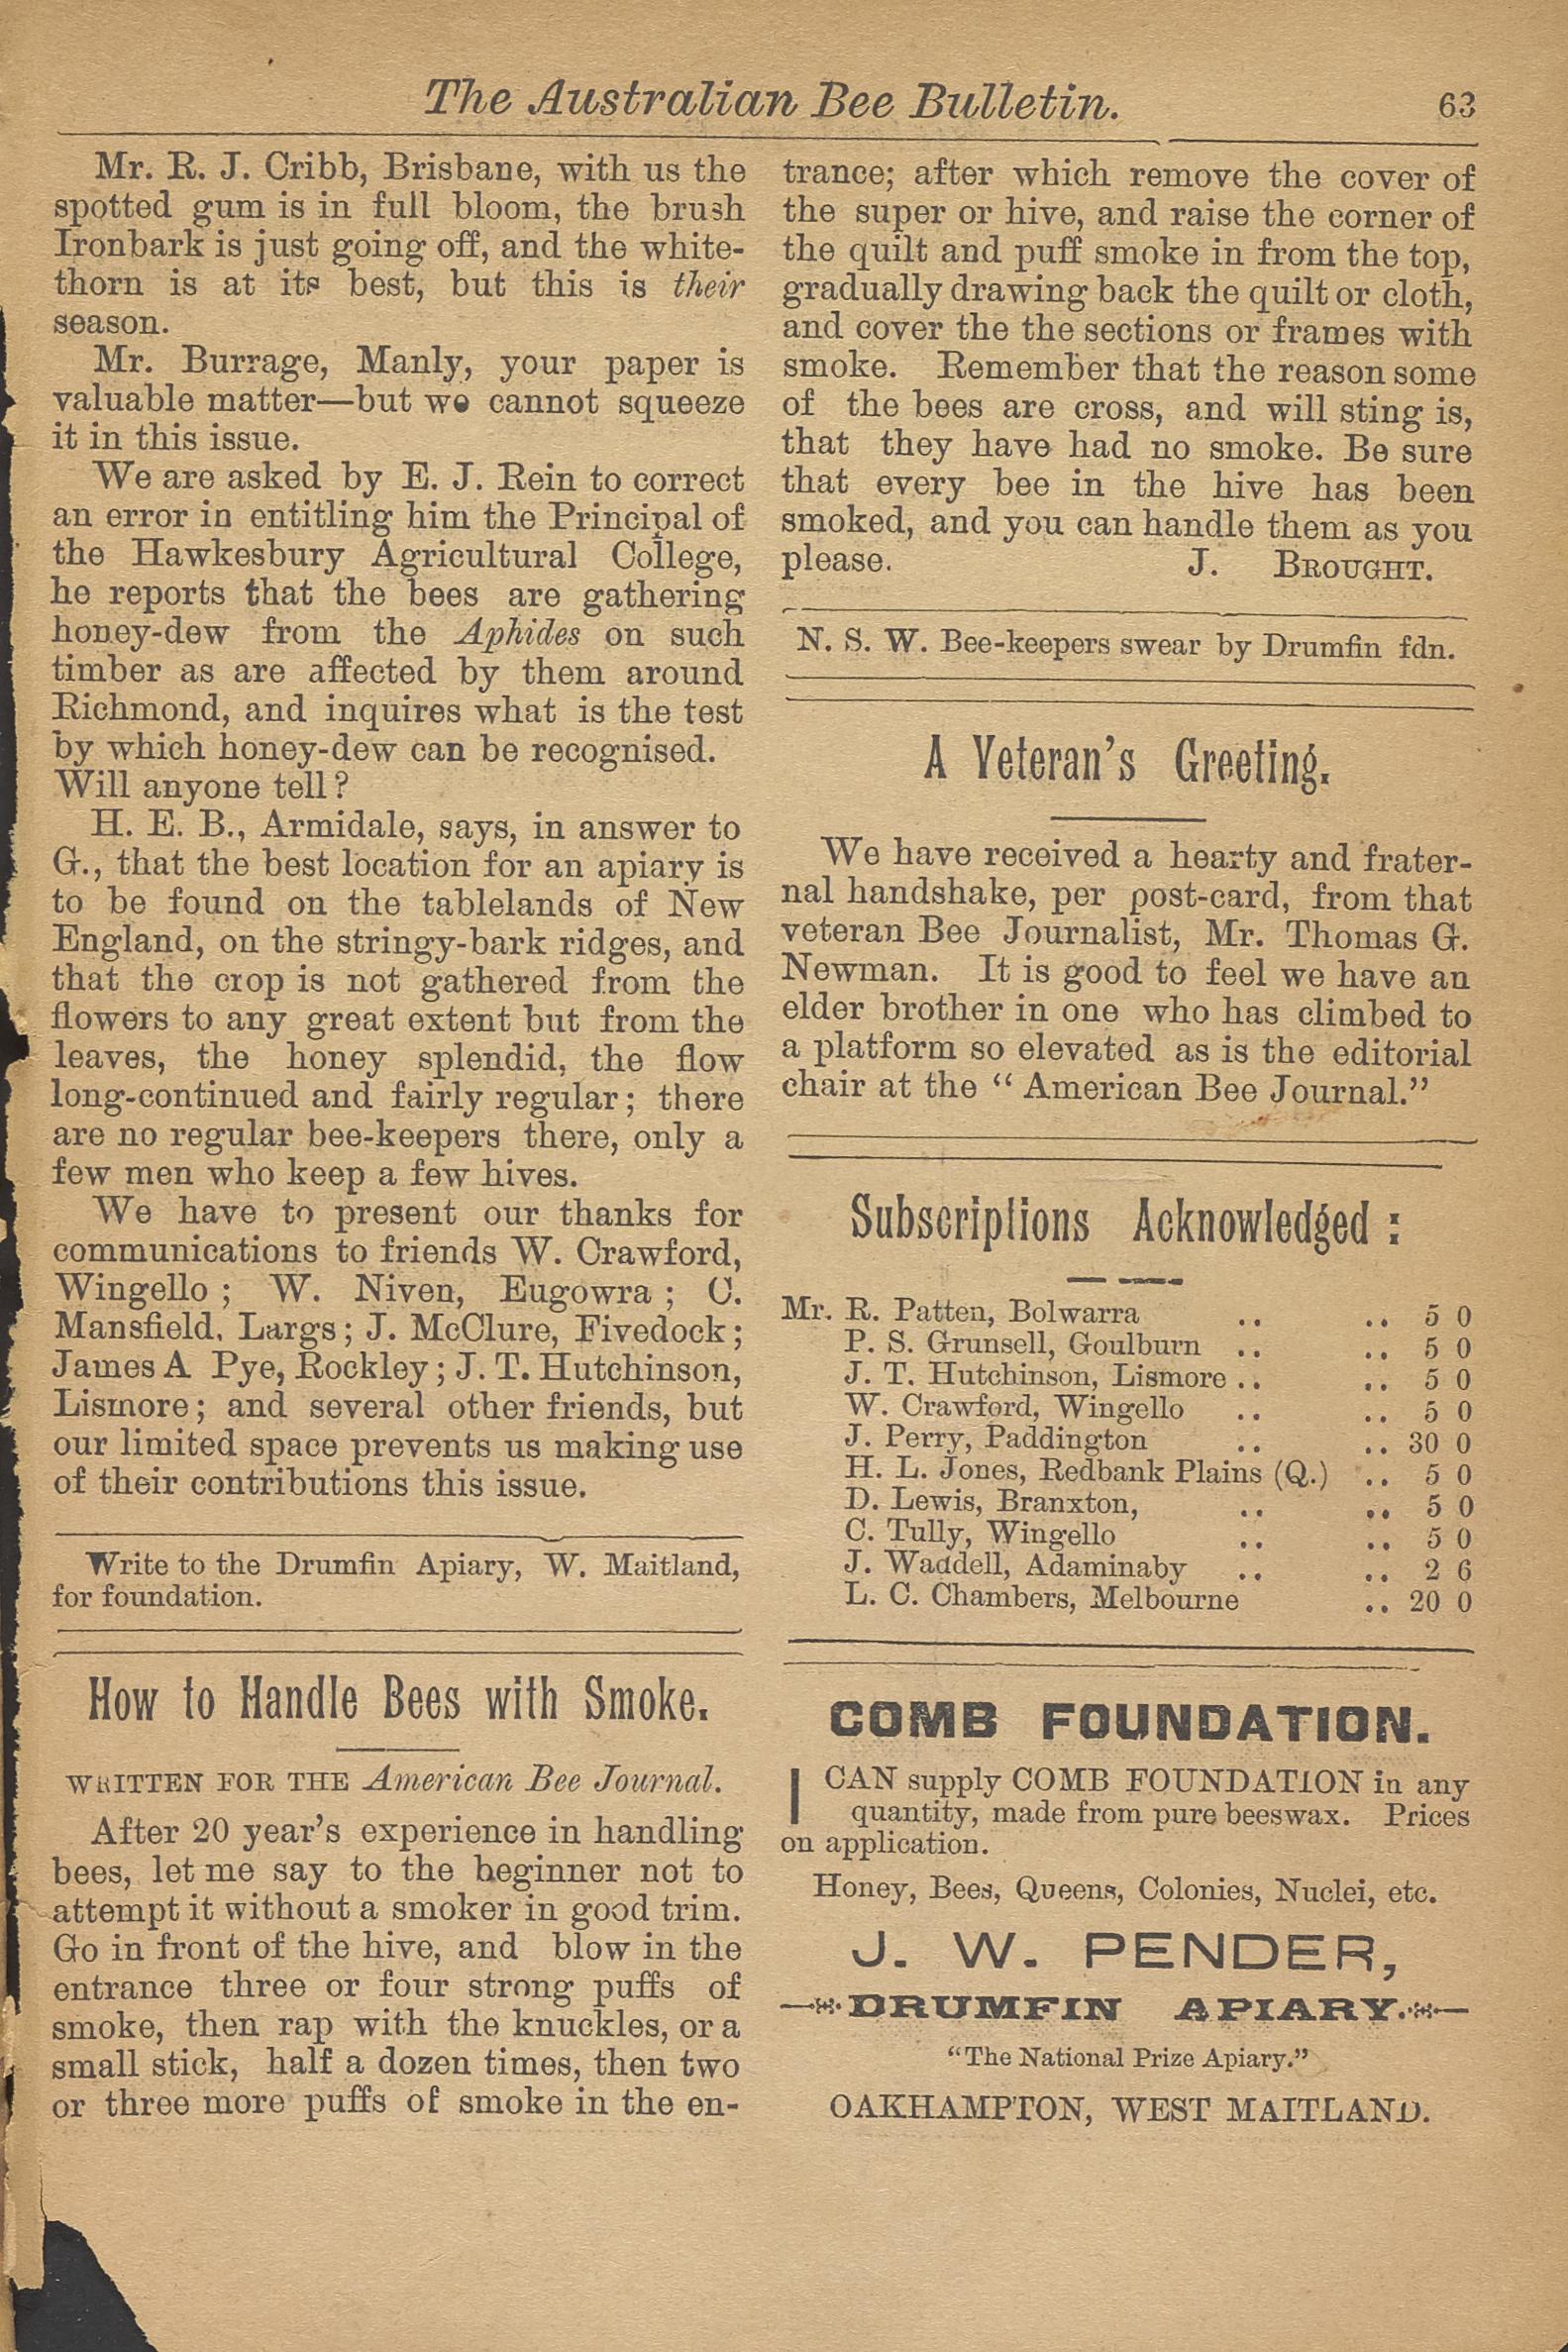 The Australian Bee Bulletin. 63
Mr. R. J. Cribb, Brisbane, with us the
spotted gum is in full bloom, the brush
Ironbark is just going off, and the white-
thorn is at its best, but this is their
season.
Mr. Burrage, Manly, your paper is
valuable matter—but we cannot squeeze
it in this issue.
We are asked by E. J. Rein to correct
an error in entitling him the Principal of
the Hawkesbury Agricultural College,
he reports that the bees are gathering
honey-dew from the Aphides on such
timber as are affected by them around
Richmond, and inquires what is the test
by which honey-dew can be recognised.
Will anyone tell?
H. E. B., Armidale, says, in answer to
G., that the best location for an apiary is
to be found on the tablelands of New
England, on the stringy-bark ridges, and
that the crop is not gathered from the
flowers to any great extent but from the
leaves, the honey splendid, the flow
long-continued and fairly regular; there
are no regular bee-keepers there, only a
few men who keep a few hives.
We have to present our thanks for
communications to friends W. Crawford,
Wingello; W. Niven, Eugowra; C.
Mansfield, Largs; J. McClure, Fivedock;
James A Pye, Rockley; J. T. Hutchinson,
Lismore; and several other friends, but
our limited space prevents us making use
of their contributions this issue.
Write to the Drumfin Apiary, W. Maitland,
for foundation.
How to Handle Bees with Smoke.
WRITTEN FOR THE American Bee Journal.
After 20 year's experience in handling
bees, let me say to the beginner not to
attempt it without a smoker in good trim.
Go in front of the hive, and blow in the
entrance three or four strong puffs of
smoke, then rap with the knuckles, or a
small stick, half a dozen times, then two
or three more puffs of smoke in the en-
trance; after which remove the cover of
the super or hive, and raise the corner of
the quilt and puff smoke in from the top,
gradually drawing back the quilt or cloth,
and cover the the sections or frames with
smoke. Remember that the reason some
of the bees are cross, and will sting is,
that they have had no smoke. Be sure
that every bee in the hive has been
smoked, and you can handle them as you
please. J. BROUGHT.
N. S. W. Bee-keepers swear by Drumfin fdn.
A Veteran's Greeting.
We have received a hearty and frater-
nal handshake, per post-card, from that
veteran Bee Journalist, Mr. Thomas G.
Newman. It is good to feel we have an
elder brother in one who has climbed to
a platform so elevated as is the editorial
chair at the "American Bee Journal."
Subscriptions Acknowledged:
Mr. R. Patten, Bolwarra .. .. 5 0
P. S. Grunsell, Goulburn .. .. 5 0
J. T. Hutchinson, Lismore .. .. 5 0
W. Crawford, Wingello .. .. 5 0
J. Perry, Paddington .. .. 30 0
H. L. Jones, Redbank Plains (Q.) .. 5 0
D. Lewis, Branxton, .. .. 5 0
C. Tully, Wingello .. .. 5 0
J. Waddell, Adaminaby .. .. 2 6
L. C. Chambers, Melbourne .. 20 0
COMB FOUNDATION.
I CAN supply COMB FOUNDATION in any
quantity, made from pure beeswax. Prices
on application.
Honey, Bees, Queens, Colonies, Nuclei, etc.
J. W. PENDER,
DRUMFIN APIARY.
"The National Prize Apiary."
OAKHAMPTON, WEST MAITLAND.